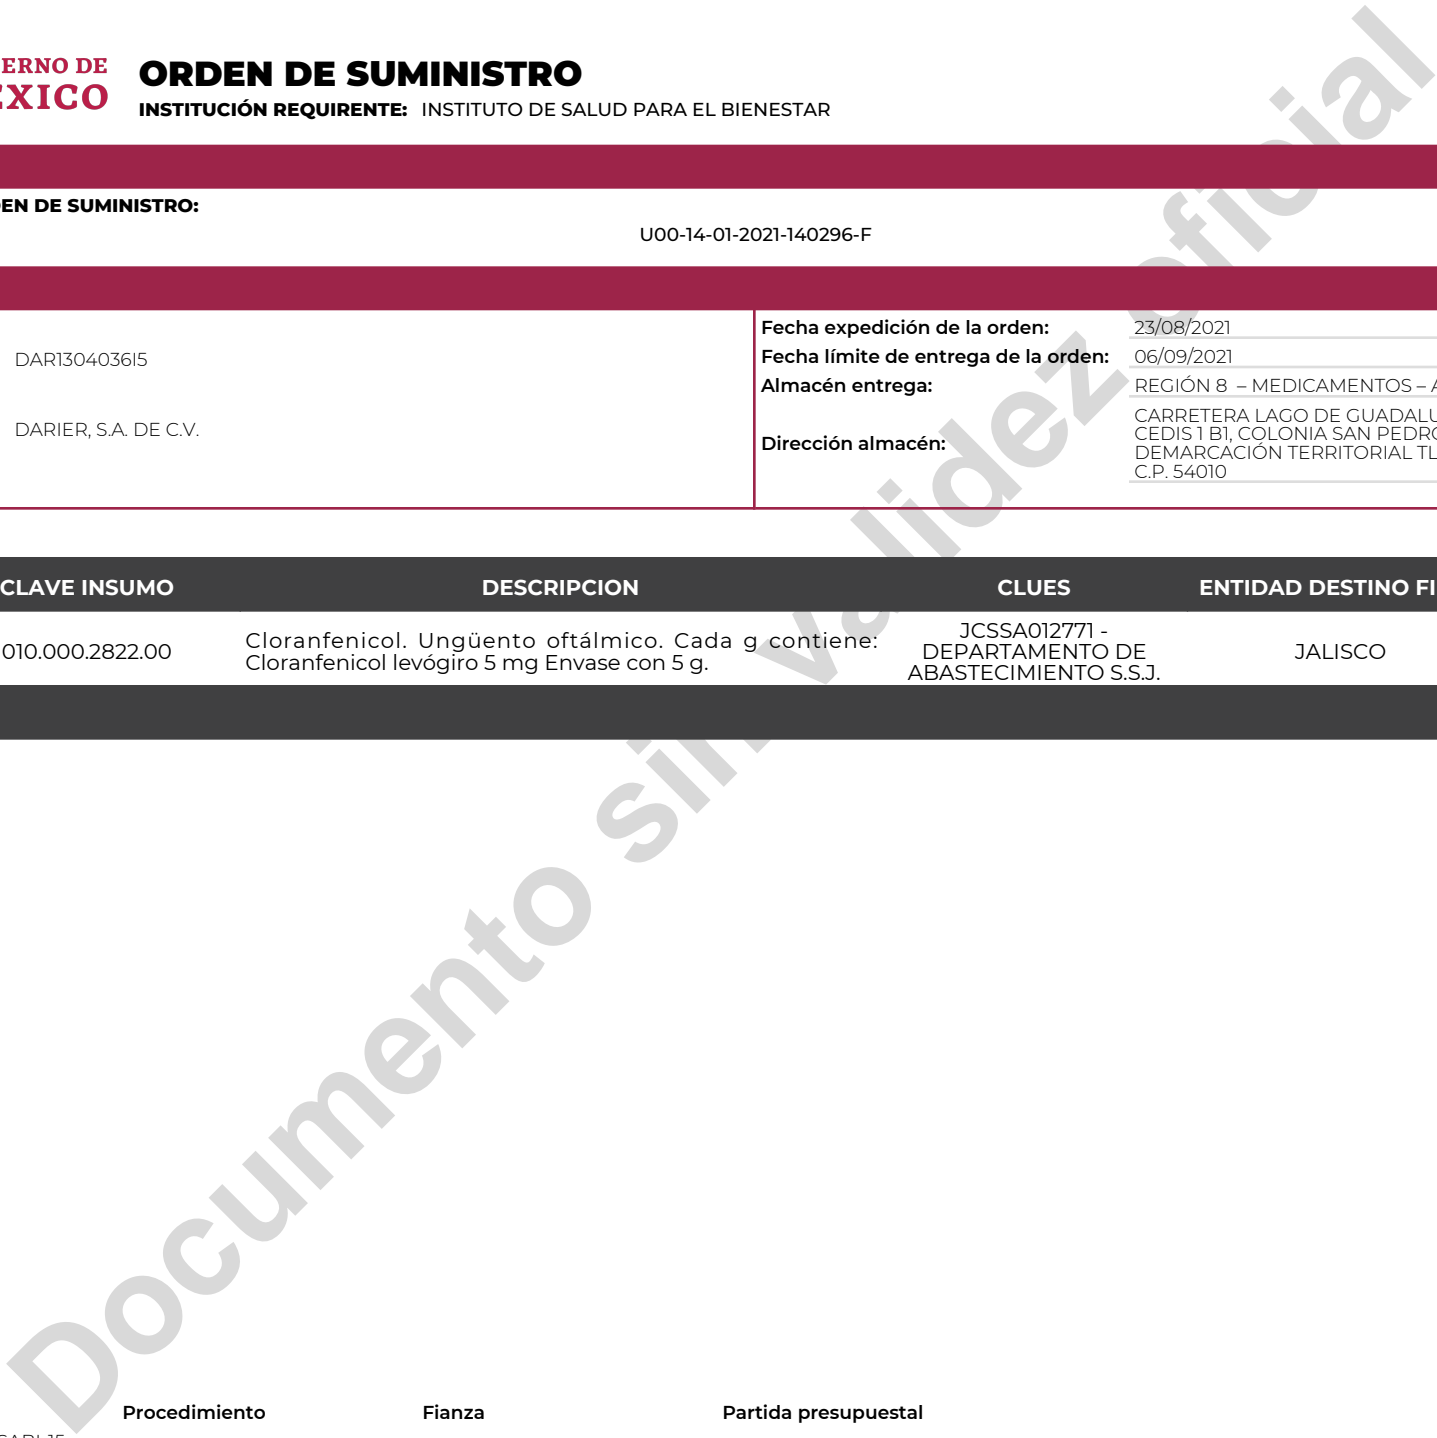 ERNO DE
EXICO
ORDEN DE SUMINISTRO
INSTITUCIÓN REQUIRENTE: INSTITUTO DE SALUD PARA EL BIENESTAR
EN DE SUMINISTRO:
U00-14-01-2021-140296-F
DAR1304036I5
DARIER, S.A. DE C.V.
Fecha expedición de la orden: 23/08/2021
Fecha límite de entrega de la orden: 06/09/2021
Almacén entrega: REGIÓN 8 – MEDICAMENTOS – A
Dirección almacén:
CARRETERA LAGO DE GUADALU
CEDIS 1 B1, COLONIA SAN PEDRO
DEMARCACIÓN TERRITORIAL TL
C.P. 54010
CLAVE INSUMO DESCRIPCION CLUES ENTIDAD DESTINO FI
010.000.2822.00
Cloranfenicol. Ungüento oftálmico. Cada g contiene:
Cloranfenicol levógiro 5 mg Envase con 5 g.
JCSSA012771 -
DEPARTAMENTO DE
ABASTECIMIENTO S.S.J.
JALISCO
Documento sin validez oficial
Procedimiento Fianza Partida presupuestal